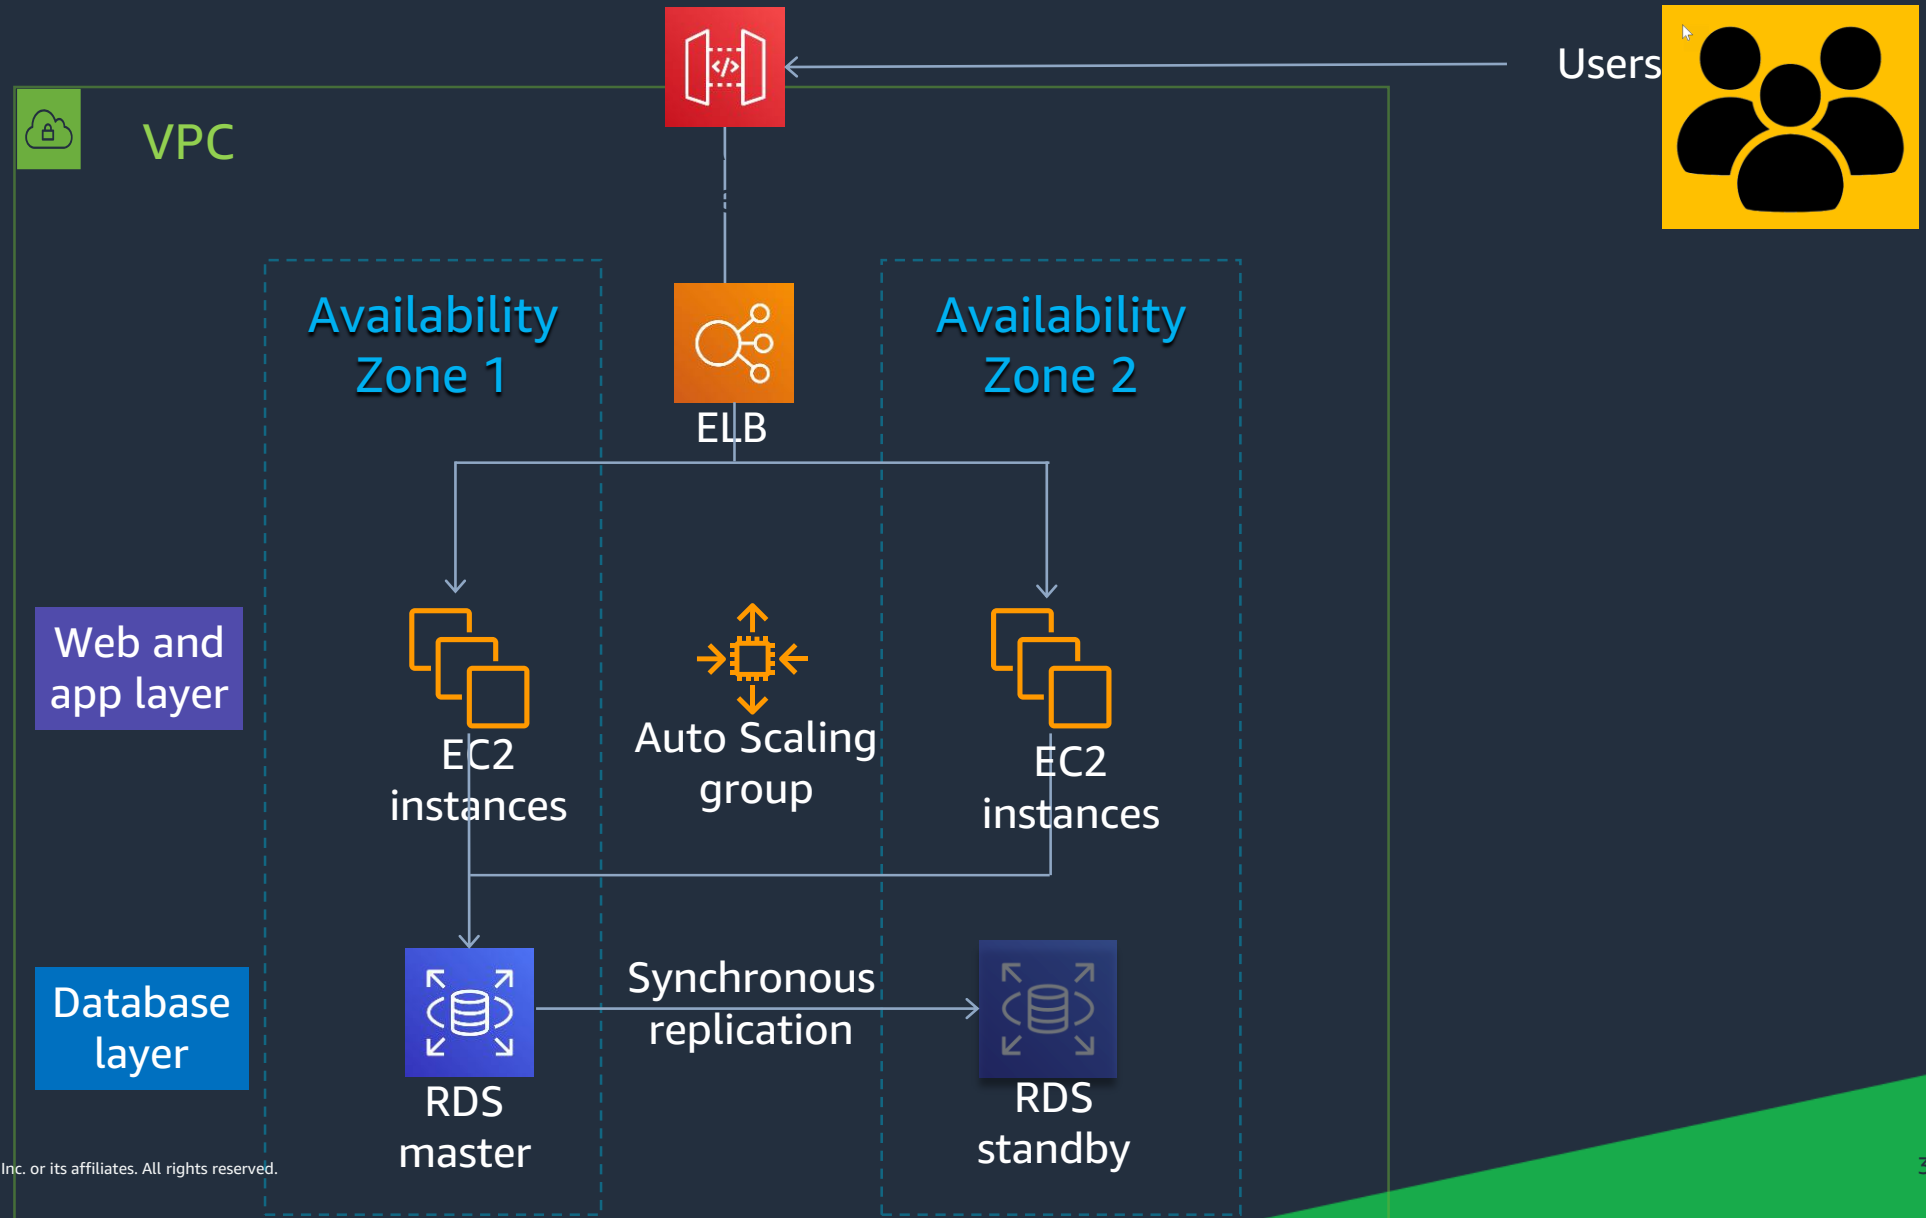 Users
VPC
</>
Availability
Zone 1
Availability
Zone 2
ELB
Web and
app layer
EC2
instances
Auto Scaling
group
EC2
instances
Database
layer
Synchronous
replication
RDS
master
RDS
standby
Inc. or its affiliates. All rights reserved.